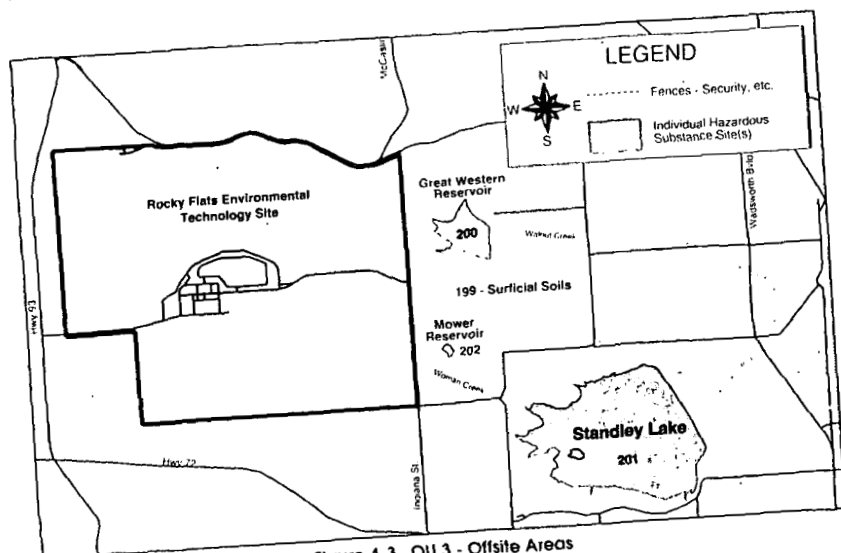 McCaslin
LEGEND
N
W E
S
Fences - Security, etc.
Individual Hazardous
Substance Site(s)
Rocky Flats Environmental
Technology Site
Great Western
Reservoir
200
Walnut Creek
Wadsworth Blvd
199 - Surficial Soils
Hwy 93
Mower
Reservoir
202
Woman Creek
Standley Lake
201
Hwy 72
Indiana St
4-3 OU 3 - Offsite Areas